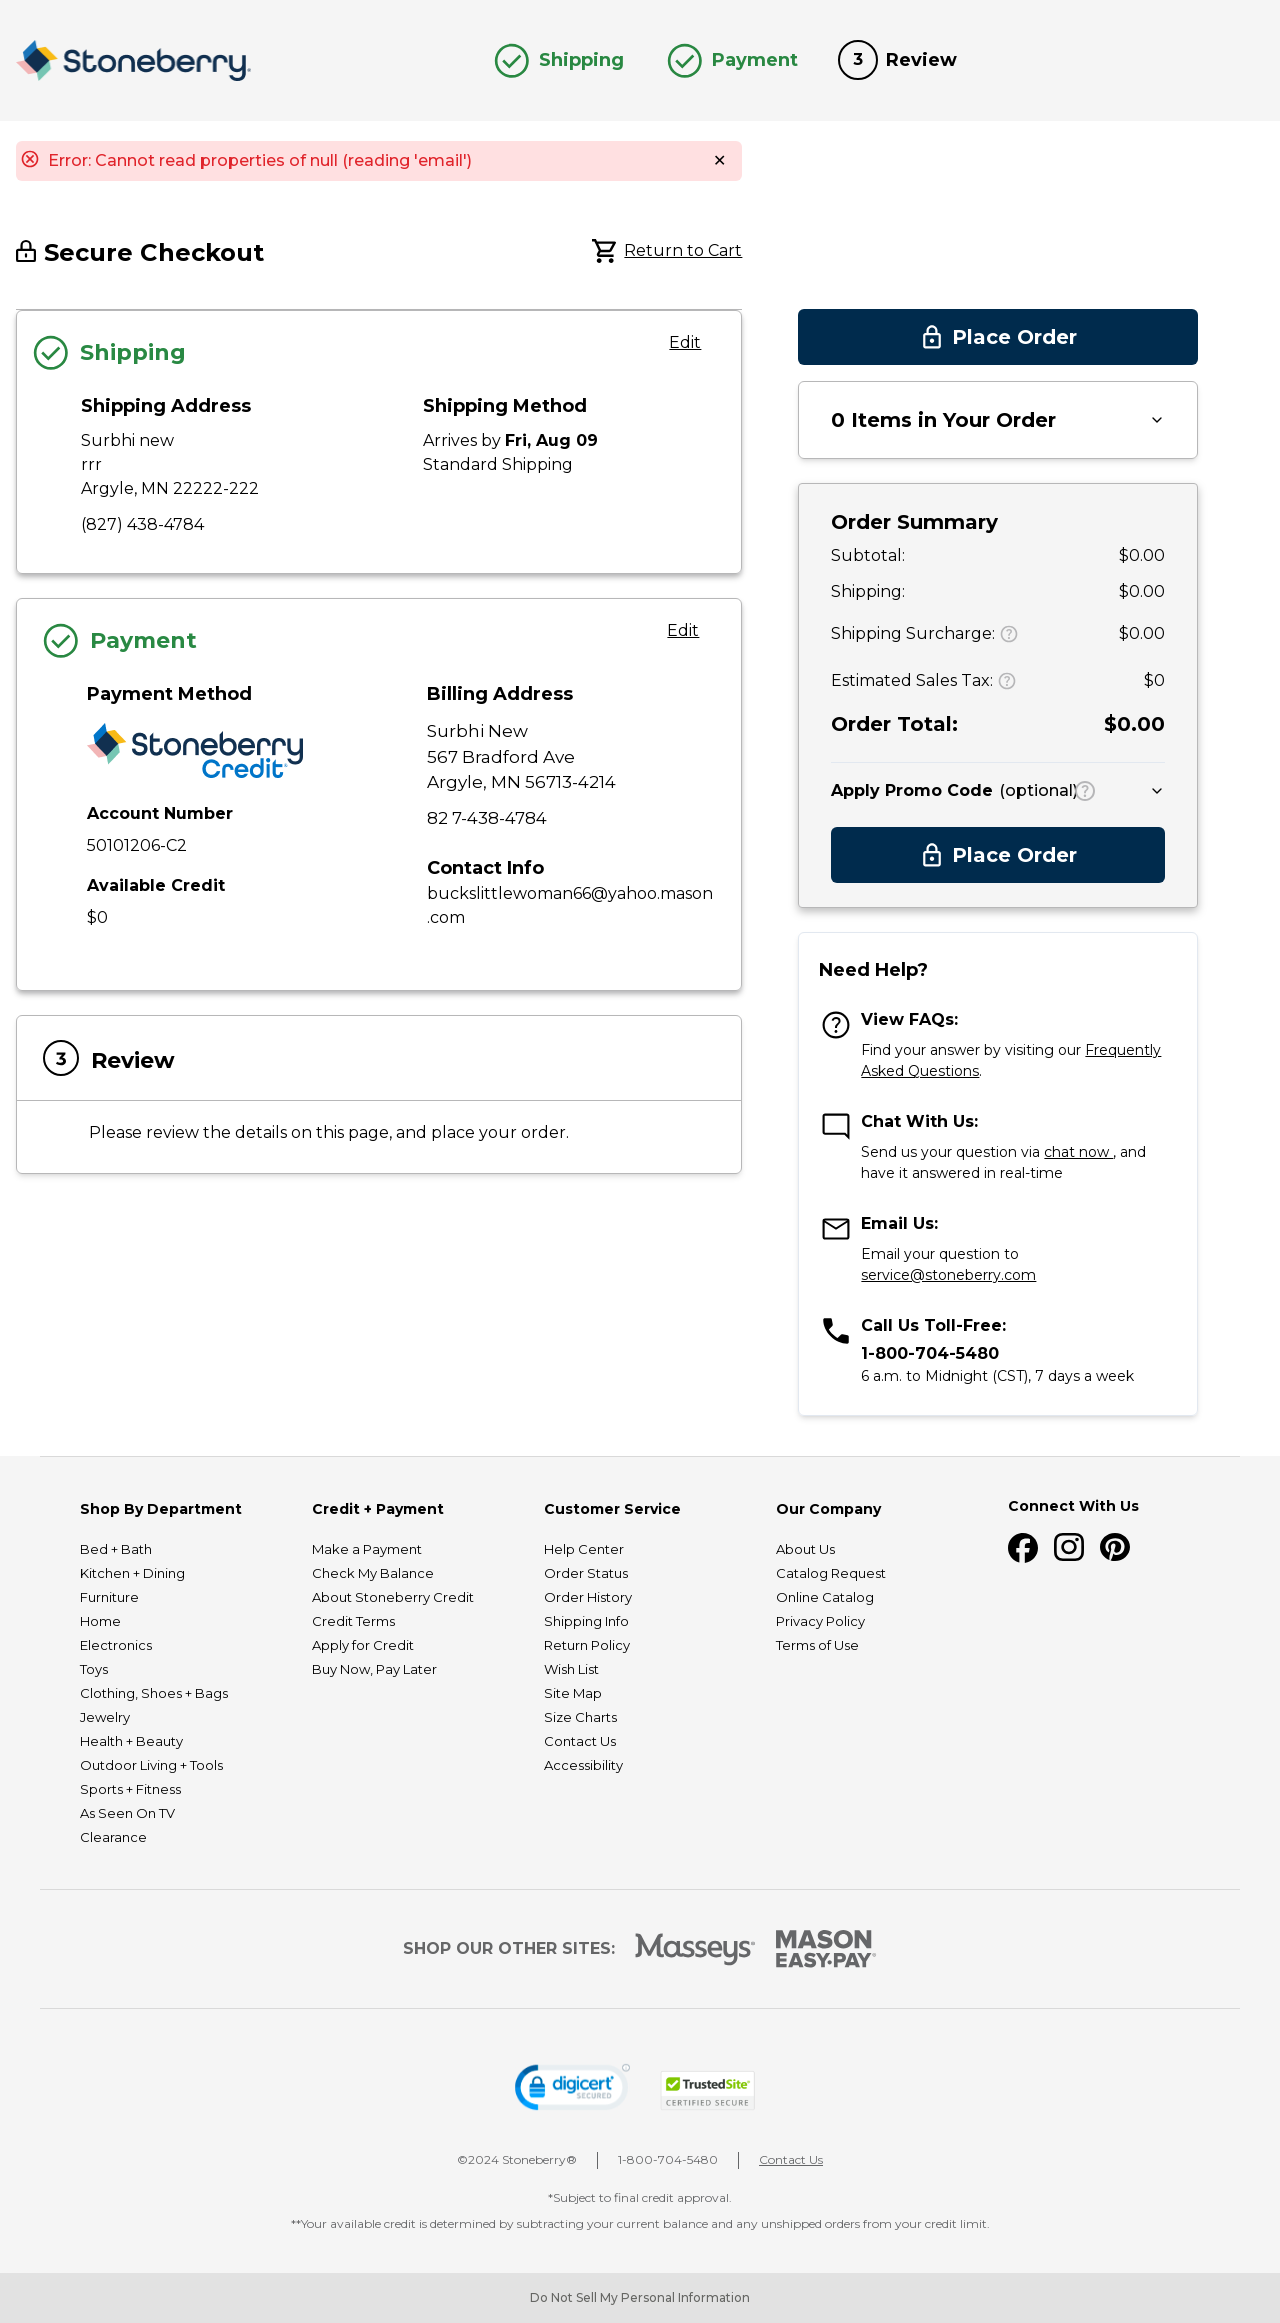 Stoneberry®
Shipping
Payment
3 Review
Error: Cannot read properties of null (reading 'email')
Secure Checkout
Return to Cart
Shipping
Edit
Shipping Address
Surbhi new
rrr
Argyle, MN 22222-222
(827) 438-4784
Shipping Method
Arrives by Fri, Aug 09
Standard Shipping
Payment
Edit
Payment Method
Stoneberry
Credit
Account Number
50101206-C2
Available Credit
$0
Billing Address
Surbhi New
567 Bradford Ave
Argyle, MN 56713-4214
82 7-438-4784
Contact Info
buckslittlewoman66@yahoo.mason
.com
3 Review
Please review the details on this page, and place your order.
Place Order
0 Items in Your Order
Order Summary
Subtotal: $0.00
Shipping: $0.00
Shipping Surcharge: ? $0.00
Estimated Sales Tax: ? $0
Order Total: $0.00
Apply Promo Code (optional) ?
Place Order
Need Help?
View FAQs:
Find your answer by visiting our Frequently
Asked Questions.
Chat With Us:
Send us your question via chat now , and
have it answered in real-time
Email Us:
Email your question to
service@stoneberry.com
Call Us Toll-Free:
1-800-704-5480
6 a.m. to Midnight (CST), 7 days a week
Shop By Department
Bed + Bath
Kitchen + Dining
Furniture
Home
Electronics
Toys
Clothing, Shoes + Bags
Jewelry
Health + Beauty
Outdoor Living + Tools
Sports + Fitness
As Seen On TV
Clearance
Credit + Payment
Make a Payment
Check My Balance
About Stoneberry Credit
Credit Terms
Apply for Credit
Buy Now, Pay Later
Customer Service
Help Center
Order Status
Order History
Shipping Info
Return Policy
Wish List
Site Map
Size Charts
Contact Us
Accessibility
Our Company
About Us
Catalog Request
Online Catalog
Privacy Policy
Terms of Use
Connect With Us
SHOP OUR OTHER SITES:
Masseys
MASON
EASY•PAY
digicert
SECURED
TrustedSite
CERTIFIED SECURE
©2024 Stoneberry®
1-800-704-5480
Contact Us
*Subject to final credit approval.
**Your available credit is determined by subtracting your current balance and any unshipped orders from your credit limit.
Do Not Sell My Personal Information